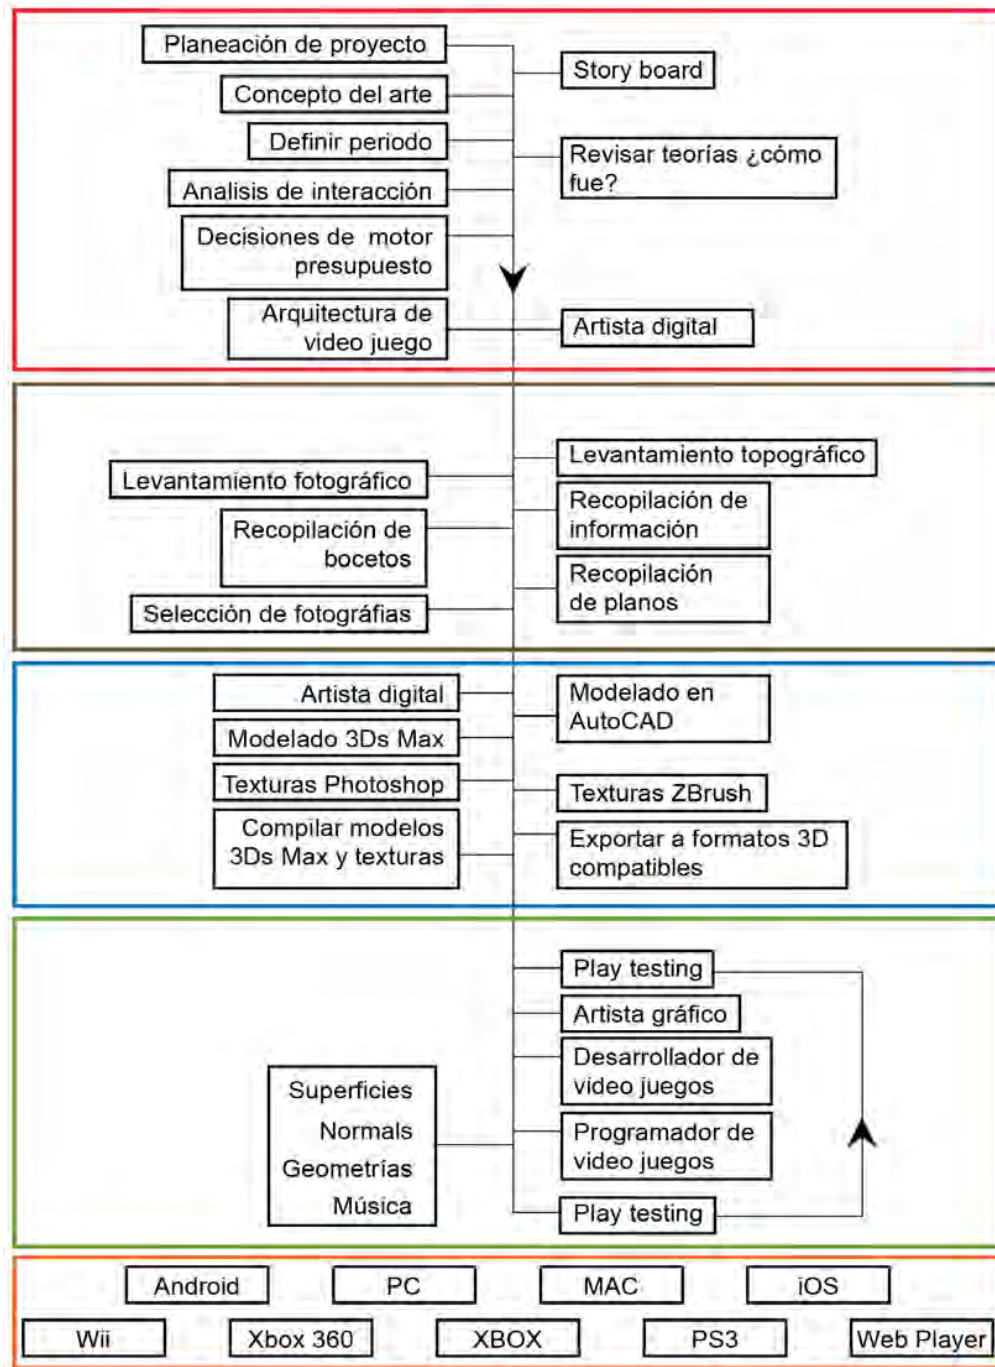 Planeación de proyecto
Story board
Concepto del arte
Definir periodo
Revisar teorías ¿cómo
fue?
Analisis de interacción
Decisiones de motor
presupuesto
Arquitectura de
video juego
Artista digital
Levantamiento topográfico
Levantamiento fotográfico
Recopilación de
información
Recopilación de
bocetos
Recopilación
de planos
Selección de fotográfias
Artista digital
Modelado en
AutoCAD
Modelado 3Ds Max
Texturas Photoshop
Texturas ZBrush
Compilar modelos
3Ds Max y texturas
Exportar a formatos 3D
compatibles
Play testing
Artista gráfico
Desarrollador de
video juegos
Superficies
Normals
Geometrías
Música
Programador de
video juegos
Play testing
Android
PC
MAC
iOS
Wii
Xbox 360
XBOX
PS3
Web Player